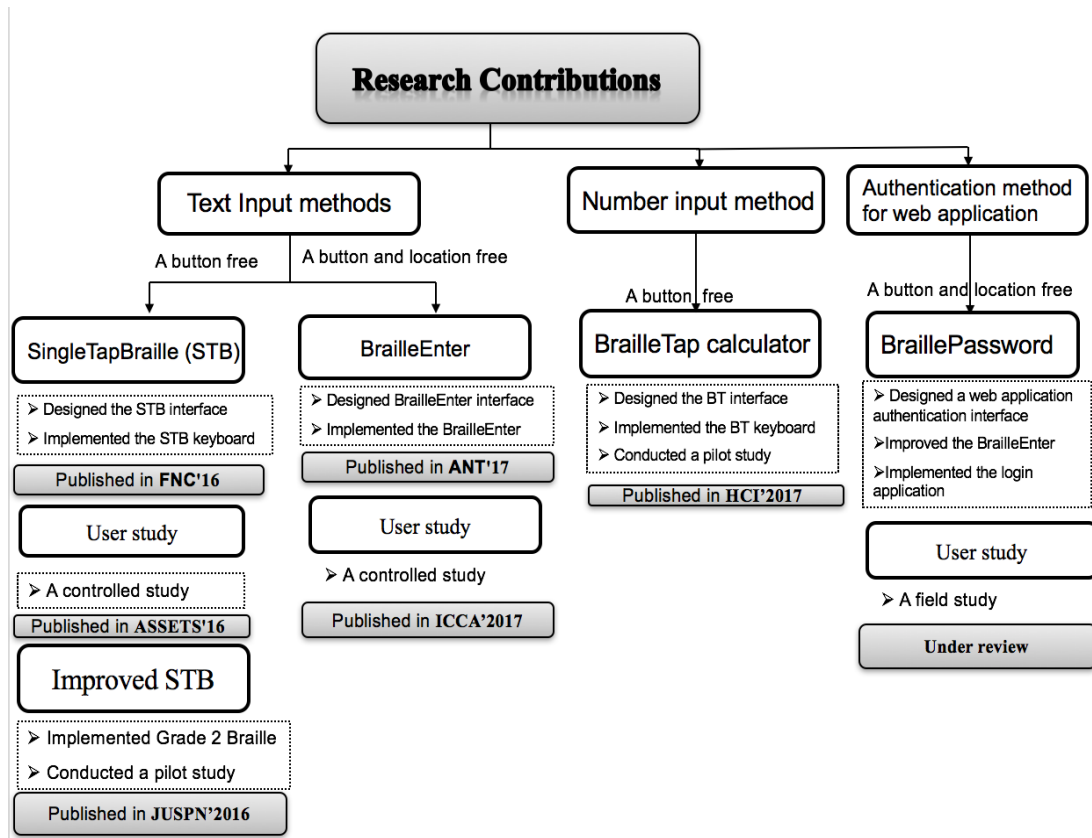 Research Contributions
Text Input methods
Number input method
Authentication method
for web application
A button free
A button and location free
A button free
A button and location free
SingleTapBraille (STB)
➢ Designed the STB interface
➢ Implemented the STB keyboard
Published in FNC'16
User study
➢ A controlled study
Published in ASSETS'16
Improved STB
➢ Implemented Grade 2 Braille
➢ Conducted a pilot study
Published in JUSPN’2016
BrailleEnter
➢ Designed BrailleEnter interface
➢ Implemented the BrailleEnter
Published in ANT'17
User study
➢ A controlled study
Published in ICCA’2017
BrailleTap calculator
➢ Designed the BT interface
➢ Implemented the BT keyboard
➢ Conducted a pilot study
Published in HCI’2017
BraillePassword
➢ Designed a web application
authentication interface
➢ Improved the BrailleEnter
➢ Implemented the login
application
User study
➢ A field study
Under review